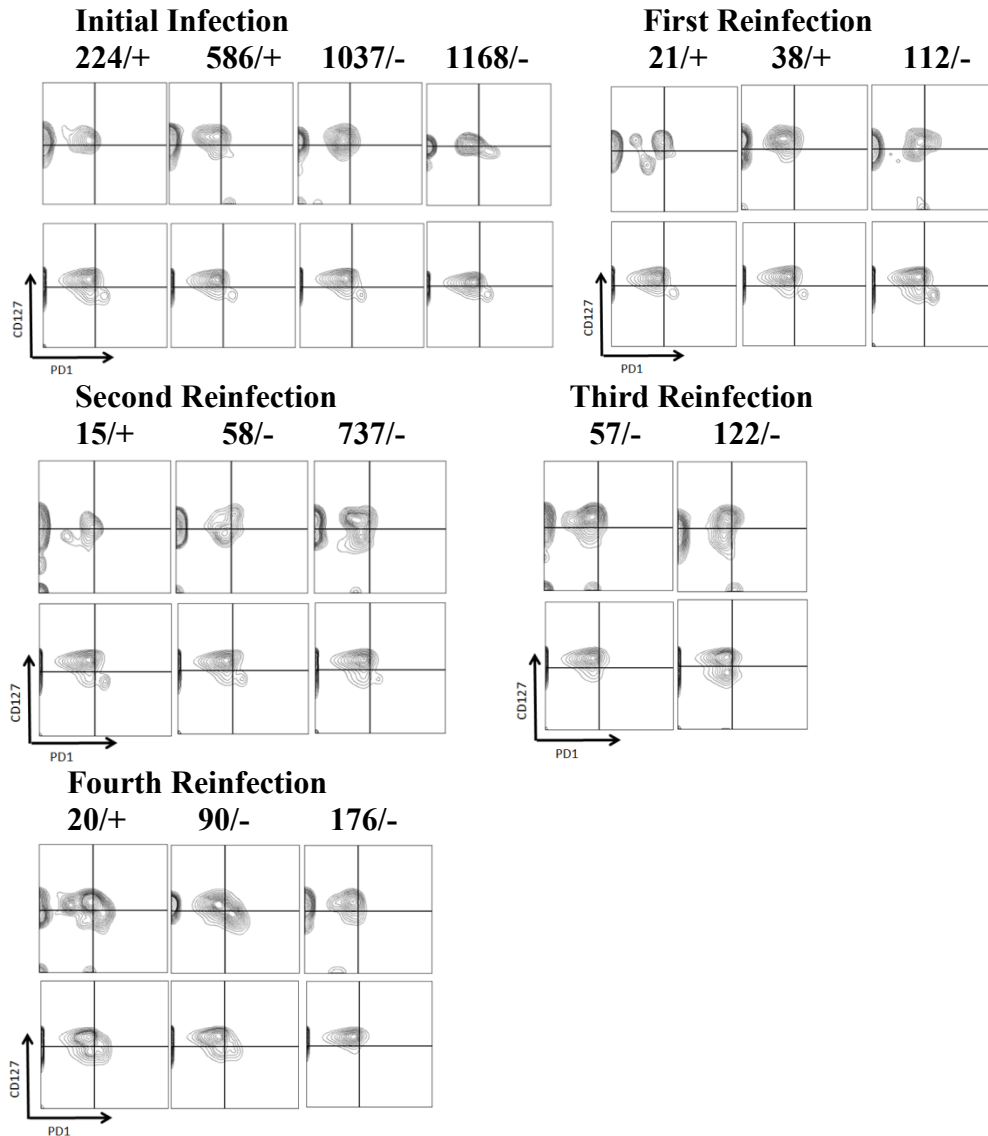 Initial Infection
224/+ 586/+ 1037/- 1168/-
CD127
PD1
First Reinfection
21/+ 38/+ 112/-
CD127
PD1
Second Reinfection
15/+ 58/- 737/-
CD127
PD1
Third Reinfection
57/- 122/-
CD127
PD1
Fourth Reinfection
20/+ 90/- 176/-
CD127
PD1